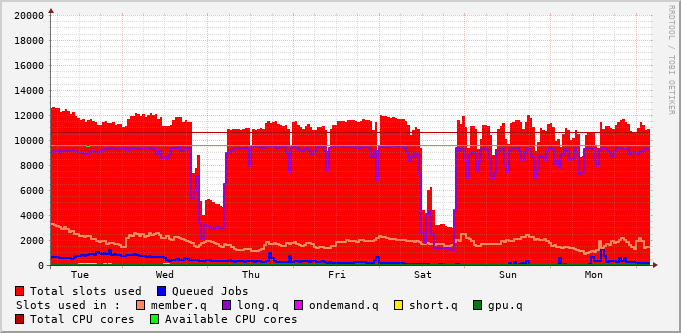 20000
18000
16000
14000
12000
10000
8000
6000
4000
2000
0
Tue Wed Thu Fri Sat Sun Mon
Total slots used Queued Jobs
Slots used in : member.q long.q ondemand.q short.q gpu.q
Total CPU cores Available CPU cores
RRDTOOL / TOBI OETIKER